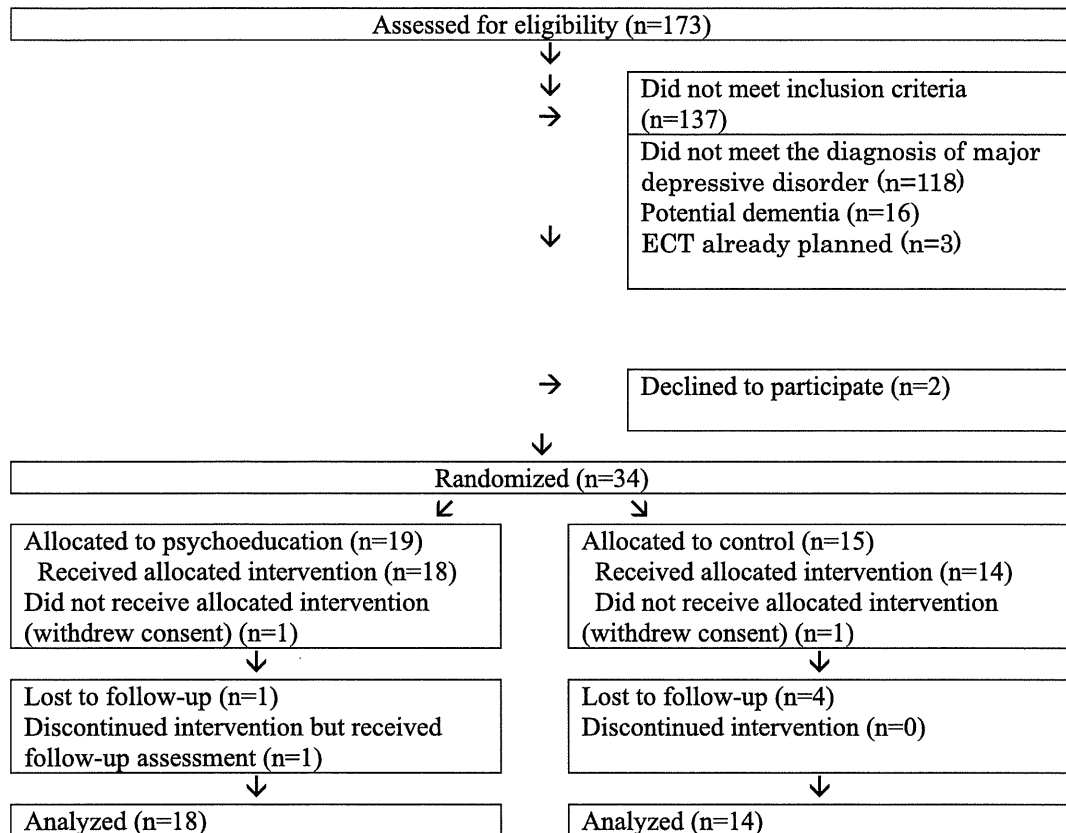 Assessed for eligibility (n=173)
Did not meet inclusion criteria
(n=137)
Did not meet the diagnosis of major
depressive disorder (n=118)
Potential dementia (n=16)
ECT already planned (n=3)
Declined to participate (n=2)
Randomized (n=34)
Allocated to psychoeducation (n=19)
Received allocated intervention (n=18)
Did not receive allocated intervention
(withdrew consent) (n=1)
Allocated to control (n=15)
Received allocated intervention (n=14)
Did not receive allocated intervention
(withdrew consent) (n=1)
Lost to follow-up (n=1)
Discontinued intervention but received
follow-up assessment (n=1)
Lost to follow-up (n=4)
Discontinued intervention (n=0)
Analyzed (n=18)
Analyzed (n=14)